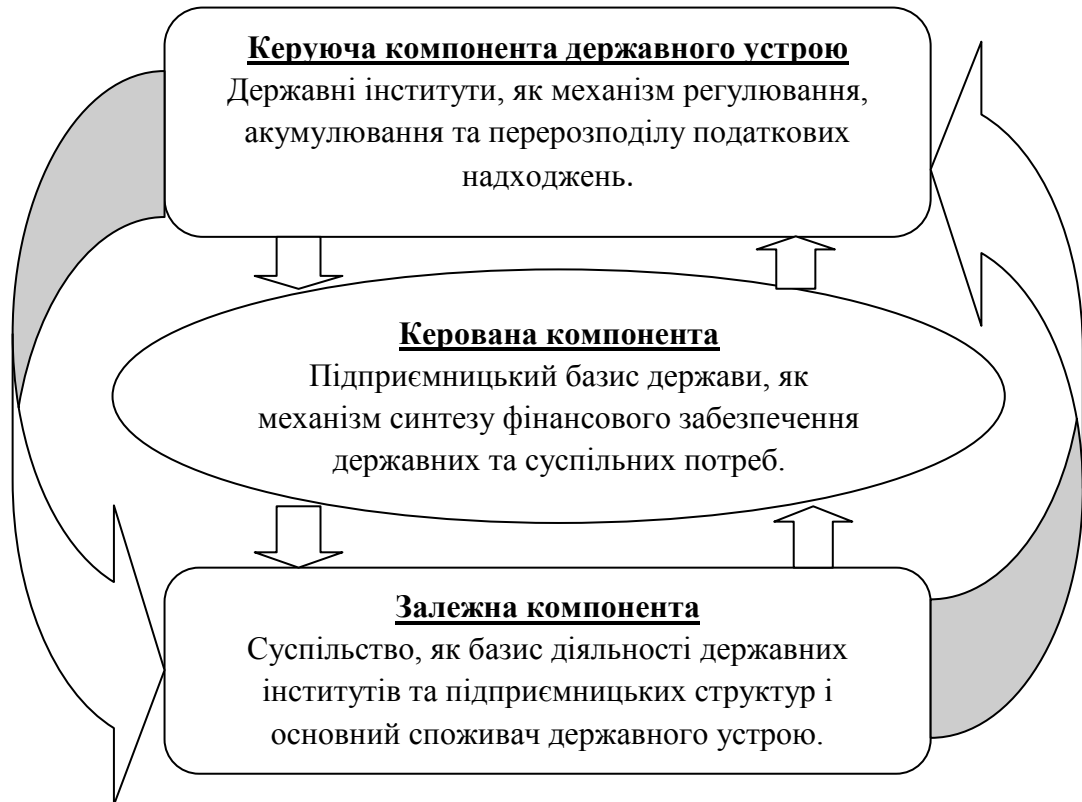 Керуюча компонента державного устрою
Державні інститути, як механізм регулювання,
акумулювання та перерозподілу податкових
надходжень.
Керована компонента
Підприємницький базис держави, як
механізм синтезу фінансового забезпечення
державних та суспільних потреб.
Залежна компонента
Суспільство, як базис діяльності державних
інститутів та підприємницьких структур і
основний споживач державного устрою.